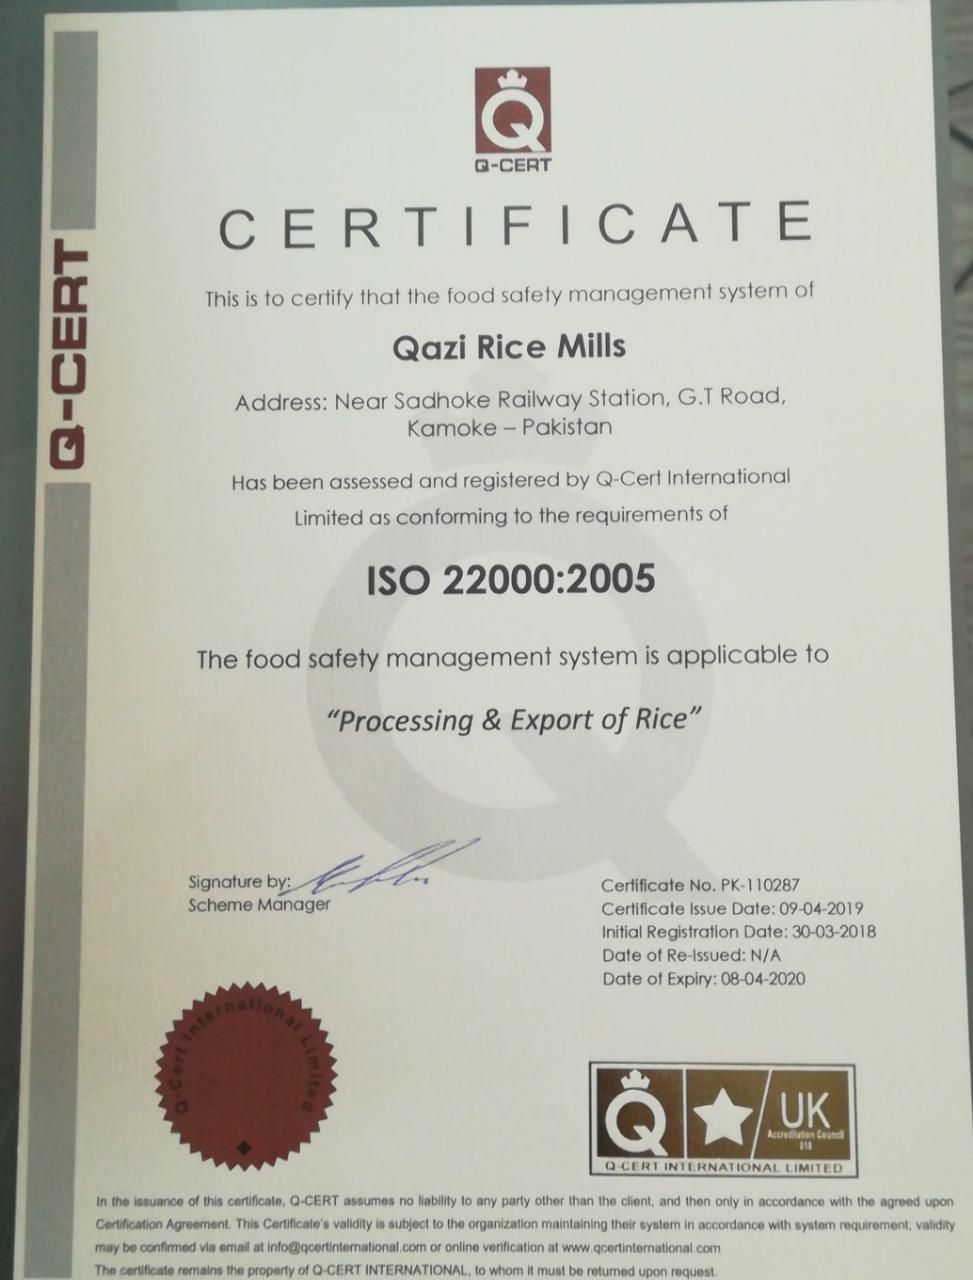 Q-CERT
Q-CERT
CERTIFICATE
This is to certify that the food safety management system of
Qazi Rice Mills
Address: Near Sadhoke Railway Station, G.T Road,
Kamoke – Pakistan
Has been assessed and registered by Q-Cert International
Limited as conforming to the requirements of
ISO 22000:2005
The food safety management system is applicable to
“Processing & Export of Rice”
Signature by:
Scheme Manager
Certificate No. PK-110287
Certificate Issue Date: 09-04-2019
Initial Registration Date: 30-03-2018
Date of Re-Issued: N/A
Date of Expiry: 08-04-2020
Q-Cert International Limited
Q
UK
Accreditation Council
018
Q-CERT INTERNATIONAL LIMITED
In the issuance of this certificate, Q-CERT assumes no liability to any party other than the client, and then only in accordance with the agreed upon
Certification Agreement. This Certificate's validity is subject to the organization maintaining their system in accordance with system requirement, validity
may be confirmed via email at info@qcertinternational.com or online verification at www.qcertinternational.com
The certificate remains the property of Q-CERT INTERNATIONAL, to whom it must be returned upon request.